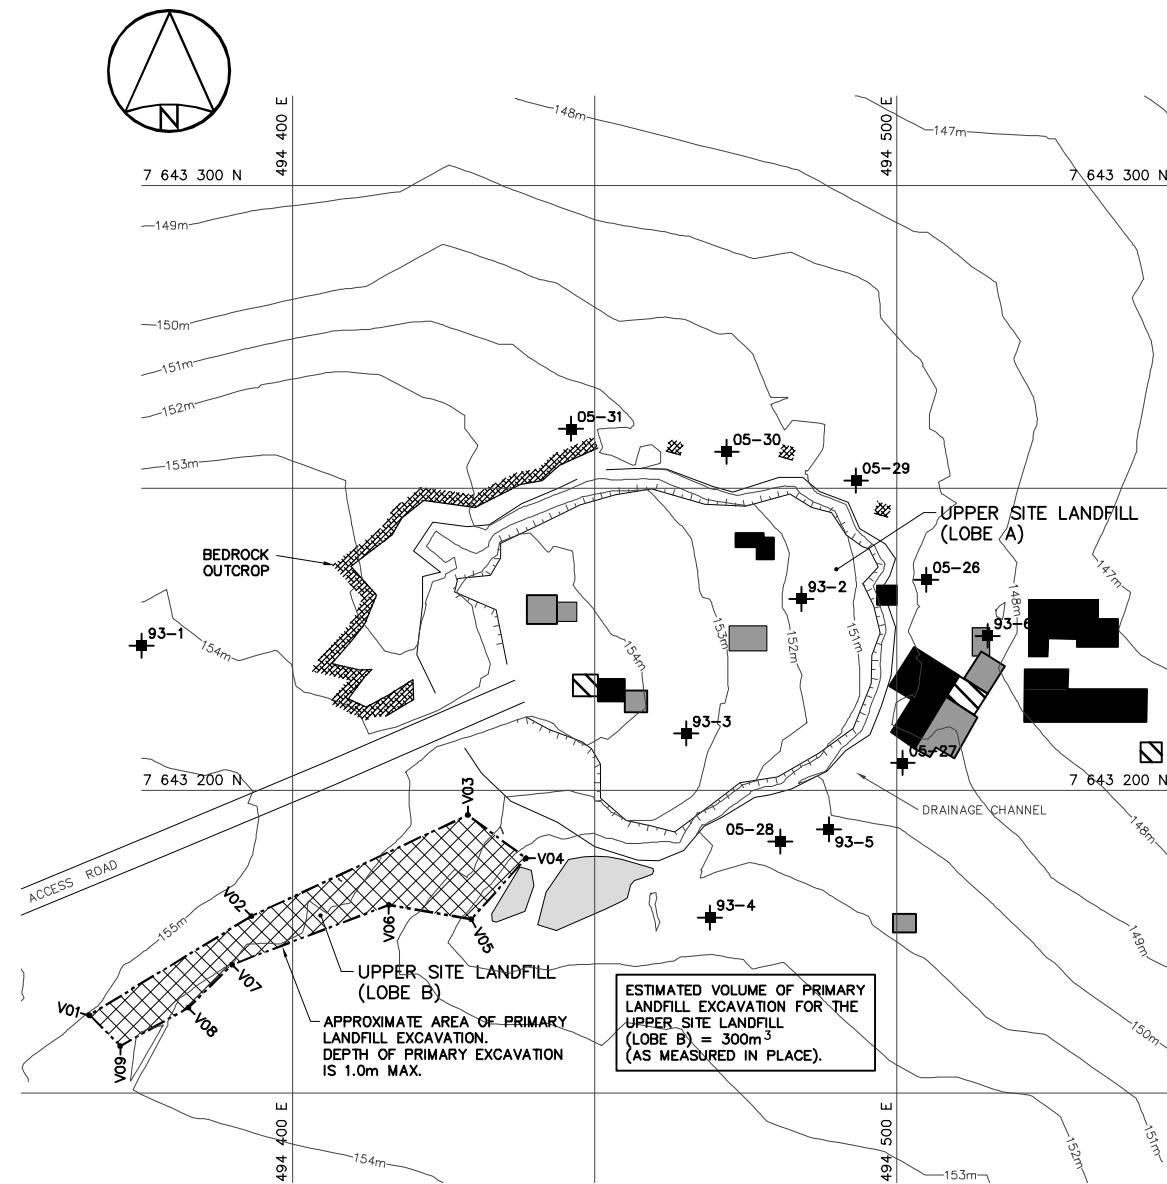 N
494 400 E
494 500 E
148m
147m
7 643 300 N
7 643 300 N
149m
150m
151m
152m
153m
05-31
05-30
05-29
UPPER SITE LANDFILL
(LOBE A)
BEDROCK
OUTCROP
05-26
147m
148m
93-2
93-1
154m
93-6
153m
152m
151m
154m
93-3
05-27
7 643 200 N
7 643 200 N
V03
DRAINAGE CHANNEL
148m
05-28
93-5
V04
ACCESS ROAD
V02
V06
V05
93-4
155m
149m
V07
UPPER SITE LANDFILL
(LOBE B)
V01
V08
APPROXIMATE AREA OF PRIMARY
LANDFILL EXCAVATION.
DEPTH OF PRIMARY EXCAVATION
IS 1.0m MAX.
ESTIMATED VOLUME OF PRIMARY
LANDFILL EXCAVATION FOR THE
UPPER SITE LANDFILL
(LOBE B) = 300m3
(AS MEASURED IN PLACE).
150m
V09
494 400 E
494 500 E
154m
153m
152m
151m